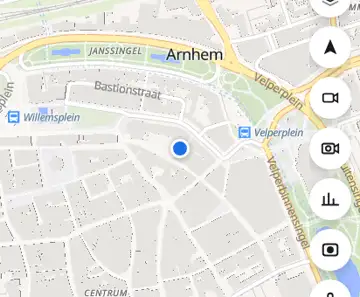 JANSSINGEL
Arnhem
Velperplein
Bastionstraat
Willemsplein
Velperplein
Velperbinnensingel
CENTRUM